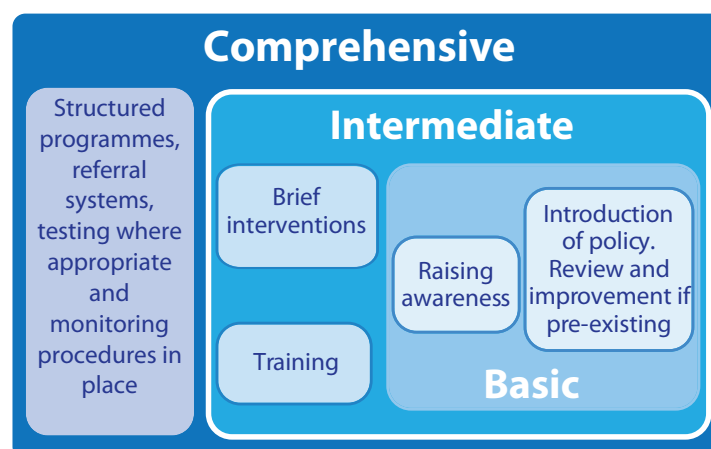 Comprehensive
Structured
programmes,
referral
systems,
testing where
appropriate
and
monitoring
procedures in
place
Intermediate
Brief
interventions
Training
Raising
awareness
Introduction
of policy.
Review and
improvement if
pre-existing
Basic